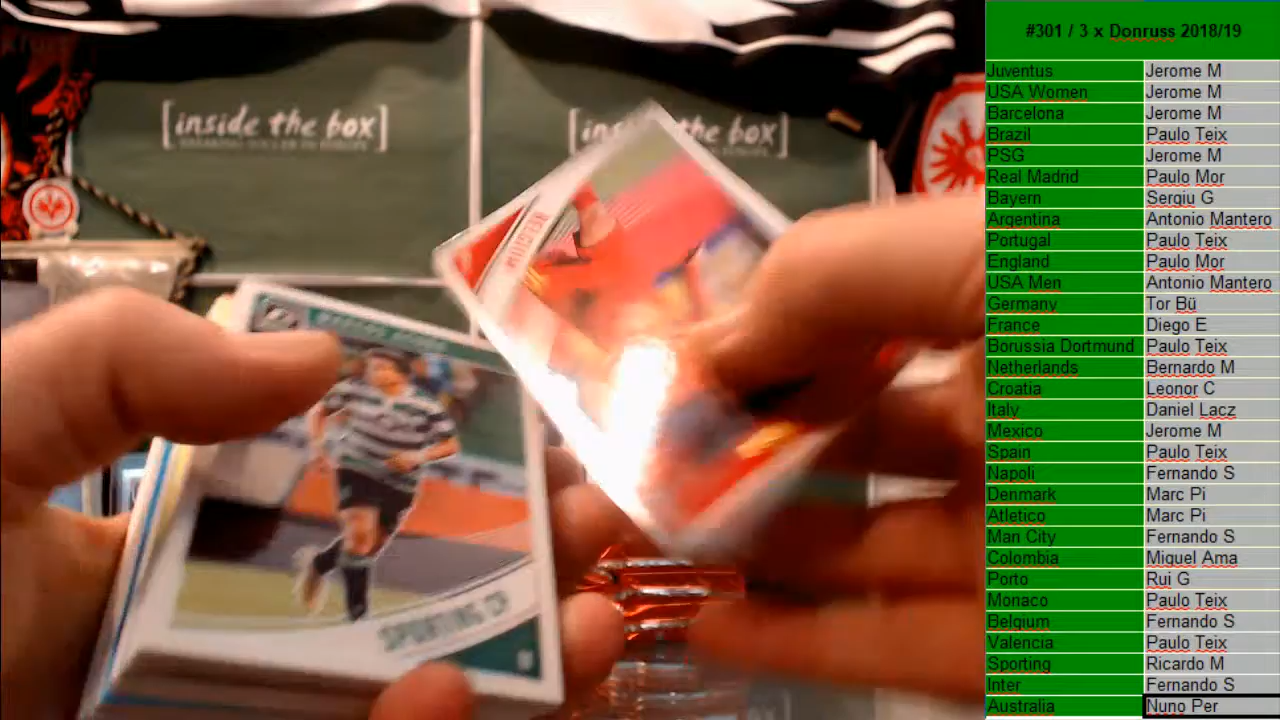 [inside the box]
BREAKING SOCCER IN EUROPE
[inside the box]
BELGIUM
SPORTING CP
#301 / 3 x Donruss 2018/19
Juventus Jerome M
USA Women Jerome M
Barcelona Jerome M
Brazil Paulo Teix
PSG Jerome M
Real Madrid Paulo Mor
Bayern Sergiu G
Argentina Antonio Mantero
Portugal Paulo Teix
England Paulo Mor
USA Men Antonio Mantero
Germany Tor Bü
France Diego E
Borussia Dortmund Paulo Teix
Netherlands Bernardo M
Croatia Leonor C
Italy Daniel Lacz
Mexico Jerome M
Spain Paulo Teix
Napoli Fernando S
Denmark Marc Pi
Atletico Marc Pi
Man City Fernando S
Colombia Miguel Ama
Porto Rui G
Monaco Paulo Teix
Belgium Fernando S
Valencia Paulo Teix
Sporting Ricardo M
Inter Fernando S
Australia Nuno Per